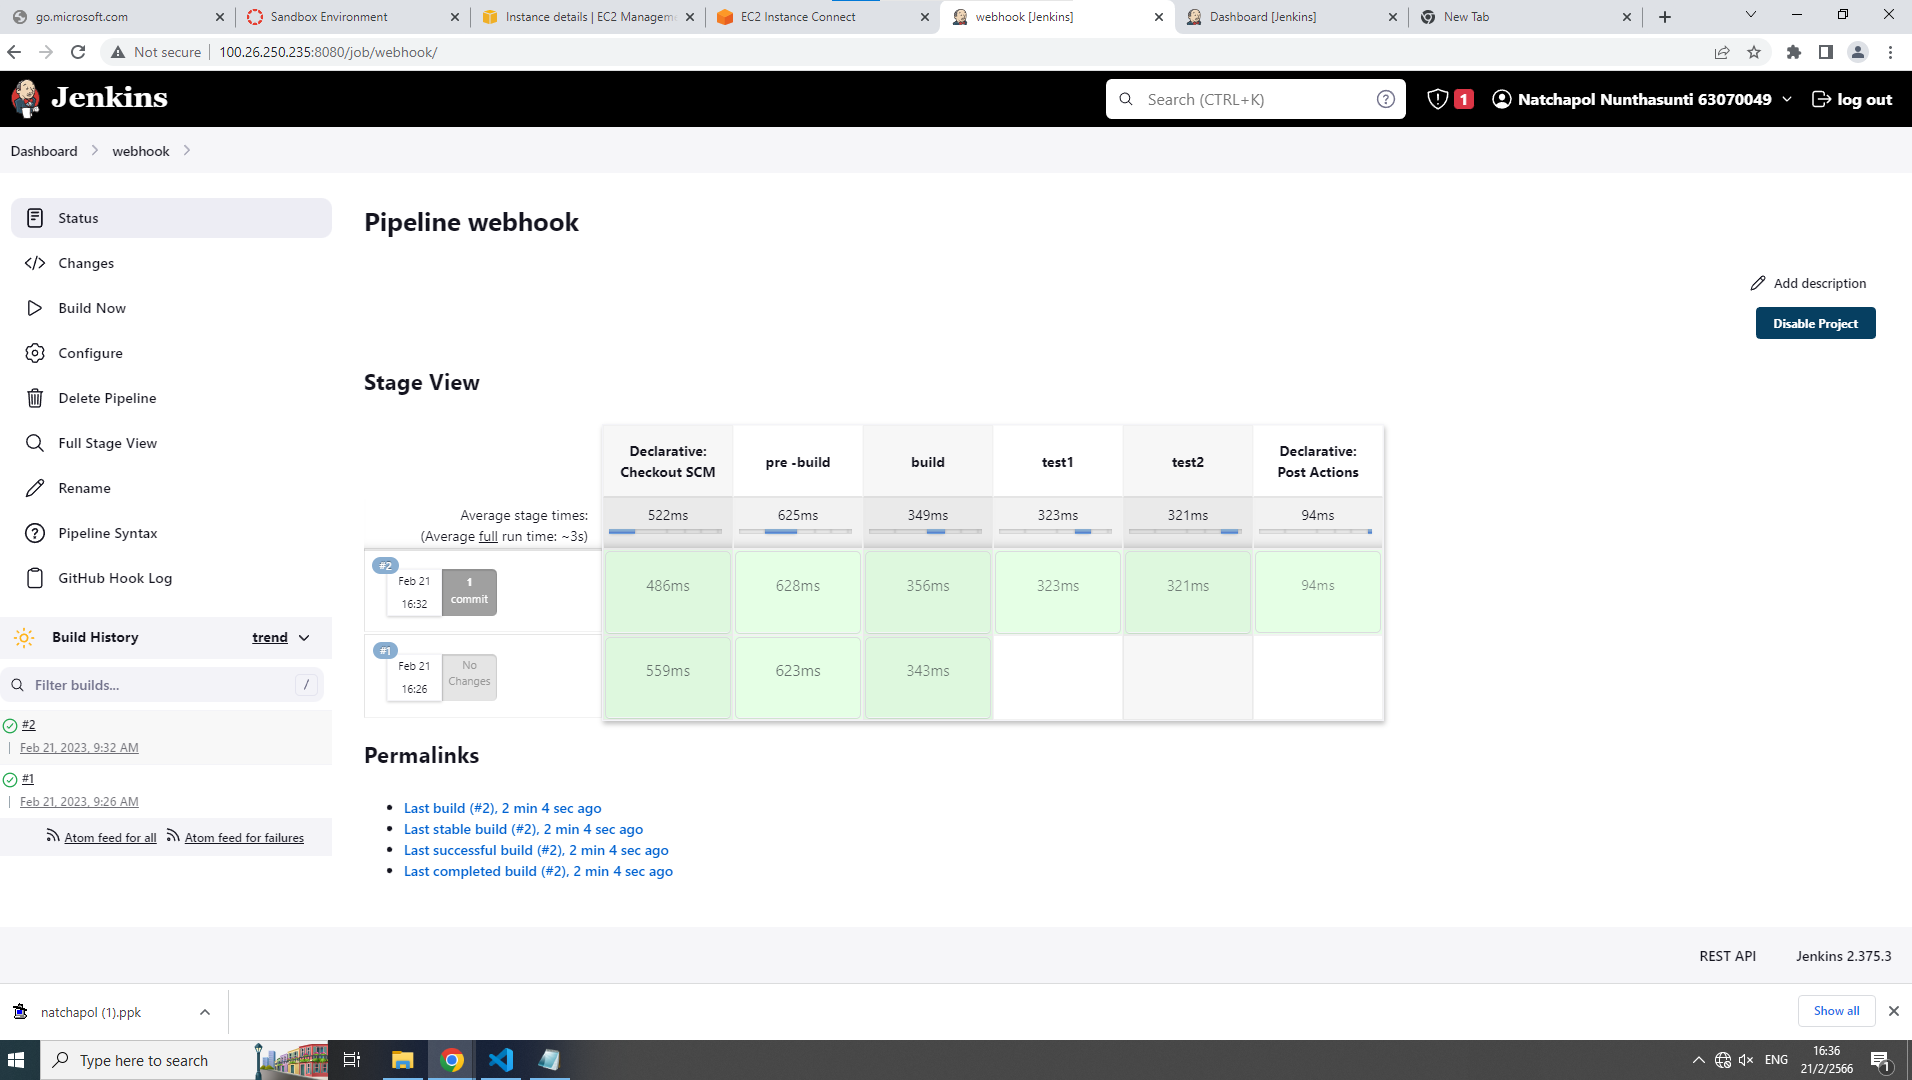 go.microsoft.com
Sandbox Environment
Instance details | EC2 Managem
EC2 Instance Connect
webhook [Jenkins]
Dashboard [Jenkins]
New Tab
Not secure
100.26.250.235:8080/job/webhook/
Jenkins
Search (CTRL+K)
?
1
Natchapol Nunthasunti 63070049
log out
Dashboard
webhook
Status
Changes
Build Now
Configure
Delete Pipeline
Full Stage View
Rename
Pipeline Syntax
GitHub Hook Log
Build History
trend
Filter builds...
/
#2
Feb 21, 2023, 9:32 AM
#1
Feb 21, 2023, 9:26 AM
Atom feed for all
Atom feed for failures
Pipeline webhook
Add description
Disable Project
Stage View
Declarative:
Checkout SCM
pre -build
build
test1
test2
Declarative:
Post Actions
Average stage times:
(Average full run time: ~3s)
522ms
625ms
349ms
323ms
321ms
94ms
#2
Feb 21
16:32
1
commit
486ms
628ms
356ms
323ms
321ms
94ms
#1
Feb 21
16:26
No
Changes
559ms
623ms
343ms
Permalinks
Last build (#2), 2 min 4 sec ago
Last stable build (#2), 2 min 4 sec ago
Last successful build (#2), 2 min 4 sec ago
Last completed build (#2), 2 min 4 sec ago
REST API
Jenkins 2.375.3
natchapol (1).ppk
Show all
Type here to search
ENG
16:36
21/2/2566
1